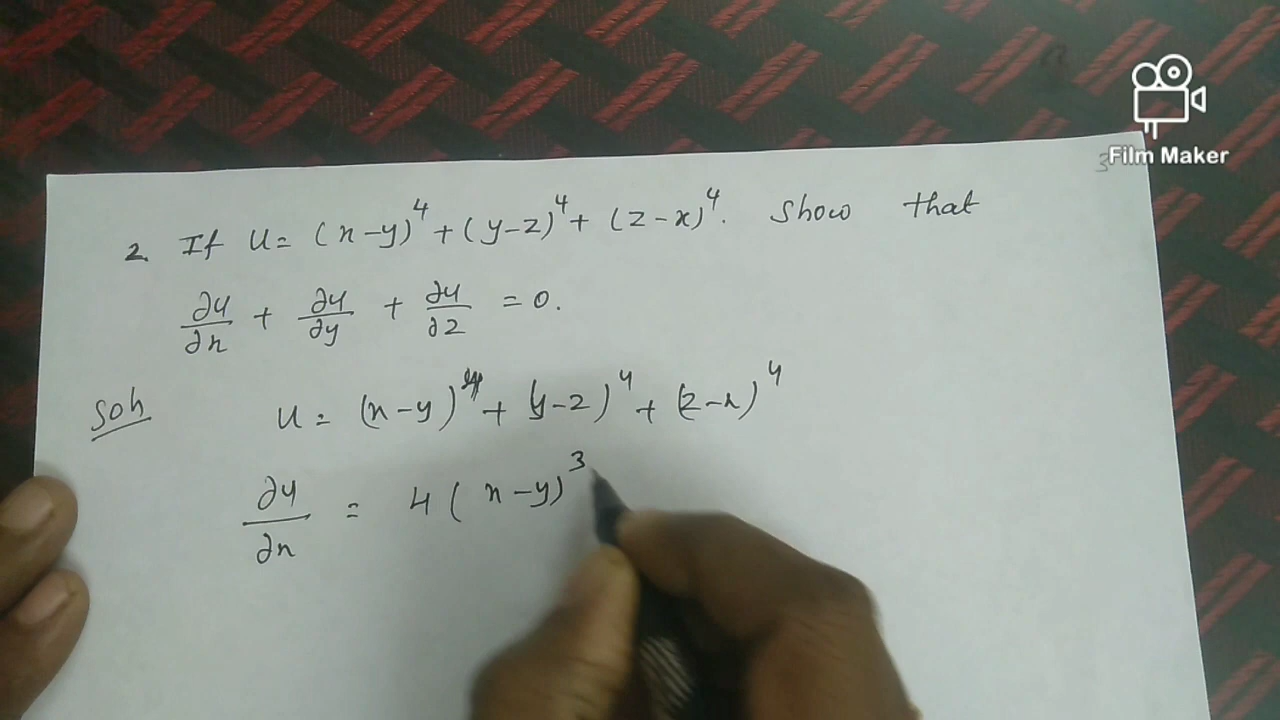 Film Maker
2. If u = (x-y)⁴ + (y-z)⁴ + (z-x)⁴. Show that
∂u/∂x + ∂u/∂y + ∂u/∂z = 0.
Soln u = (x-y)⁴ + (y-z)⁴ + (z-x)⁴
∂u/∂x = 4(x-y)³